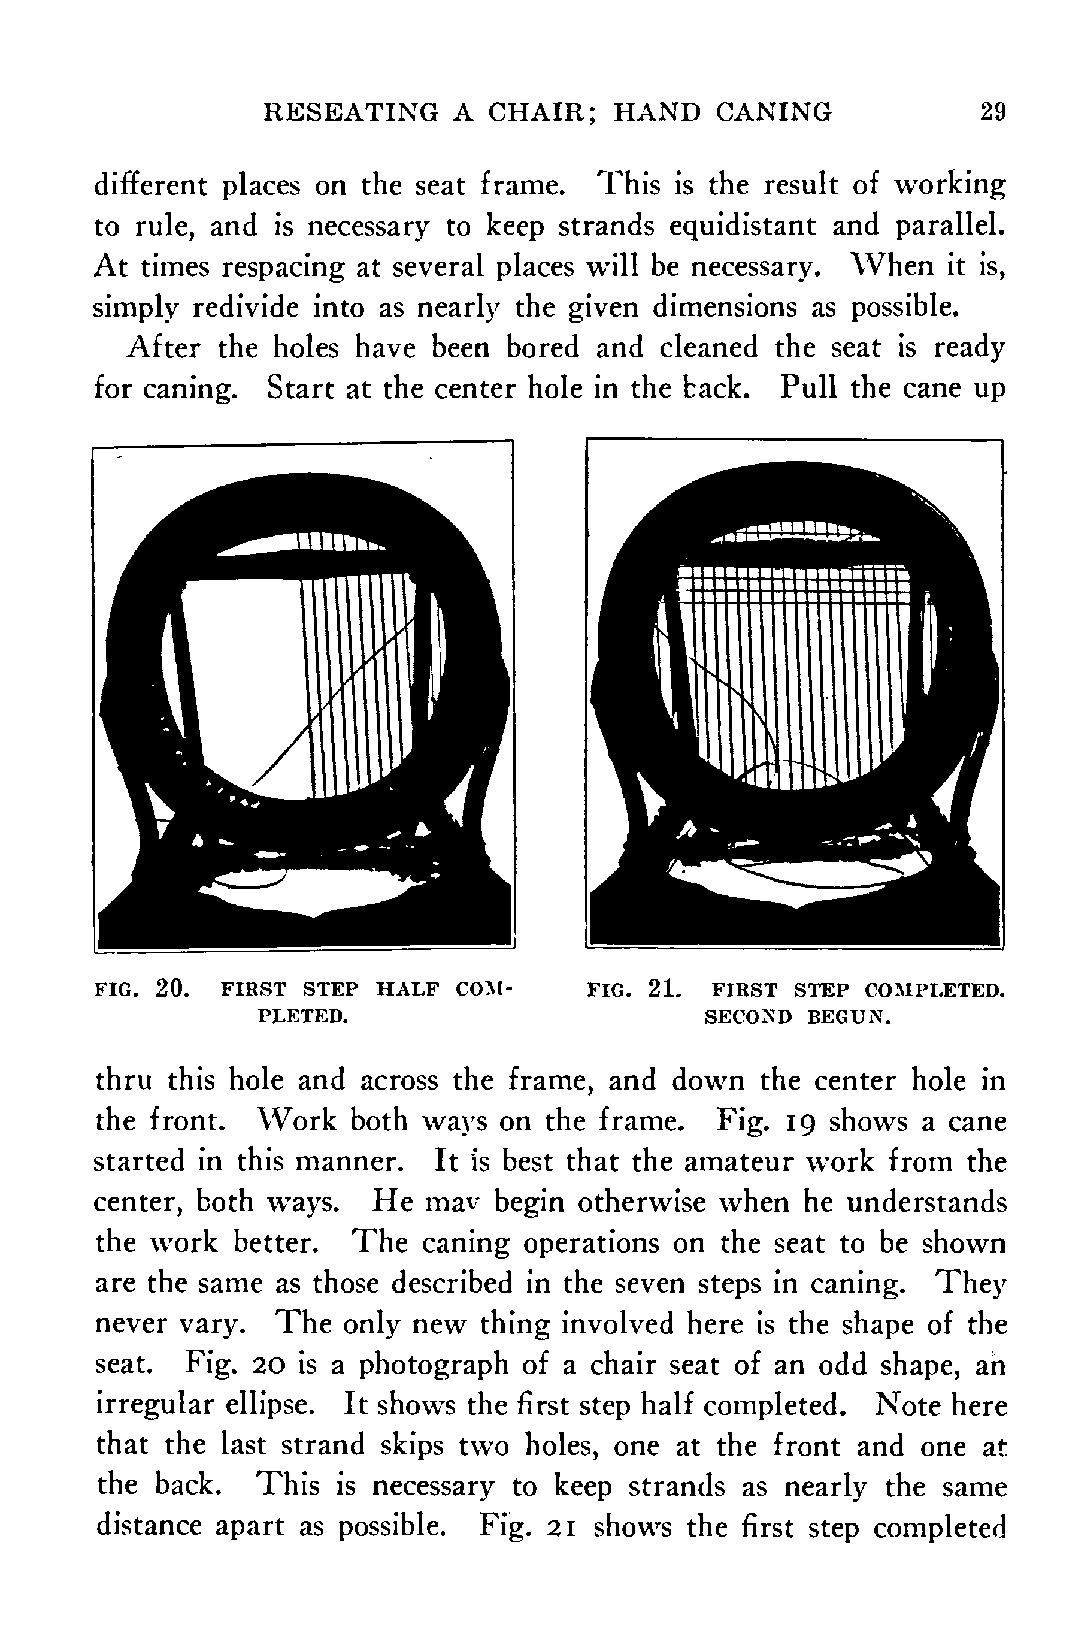 RESEATING A CHAIR; HAND CANING 29
different places on the seat frame. This is the result of working
to rule, and is necessary to keep strands equidistant and parallel.
At times respacing at several places will be necessary. When it is,
simply redivide into as nearly the given dimensions as possible.
After the holes have been bored and cleaned the seat is ready
for caning. Start at the center hole in the back. Pull the cane up
FIG. 20. FIRST STEP HALF COM-
PLETED.
FIG. 21. FIRST STEP COMPLETED.
SECOND BEGUN.
thru this hole and across the frame, and down the center hole in
the front. Work both ways on the frame. Fig. 19 shows a cane
started in this manner. It is best that the amateur work from the
center, both ways. He may begin otherwise when he understands
the work better. The caning operations on the seat to be shown
are the same as those described in the seven steps in caning. They
never vary. The only new thing involved here is the shape of the
seat. Fig. 20 is a photograph of a chair seat of an odd shape, an
irregular ellipse. It shows the first step half completed. Note here
that the last strand skips two holes, one at the front and one at
the back. This is necessary to keep strands as nearly the same
distance apart as possible. Fig. 21 shows the first step completed